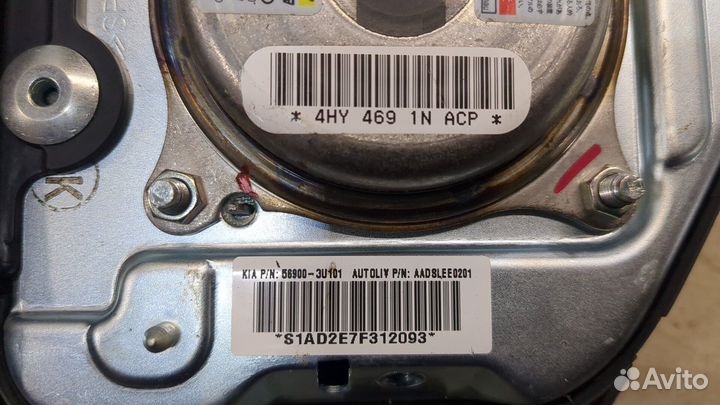 * 4HY 469 1N ACP *
K
KIA P/N: 56900-3U101 AUTOLIV P/N: AADSLEE0201
*S1AD2E7F312093*
Avito